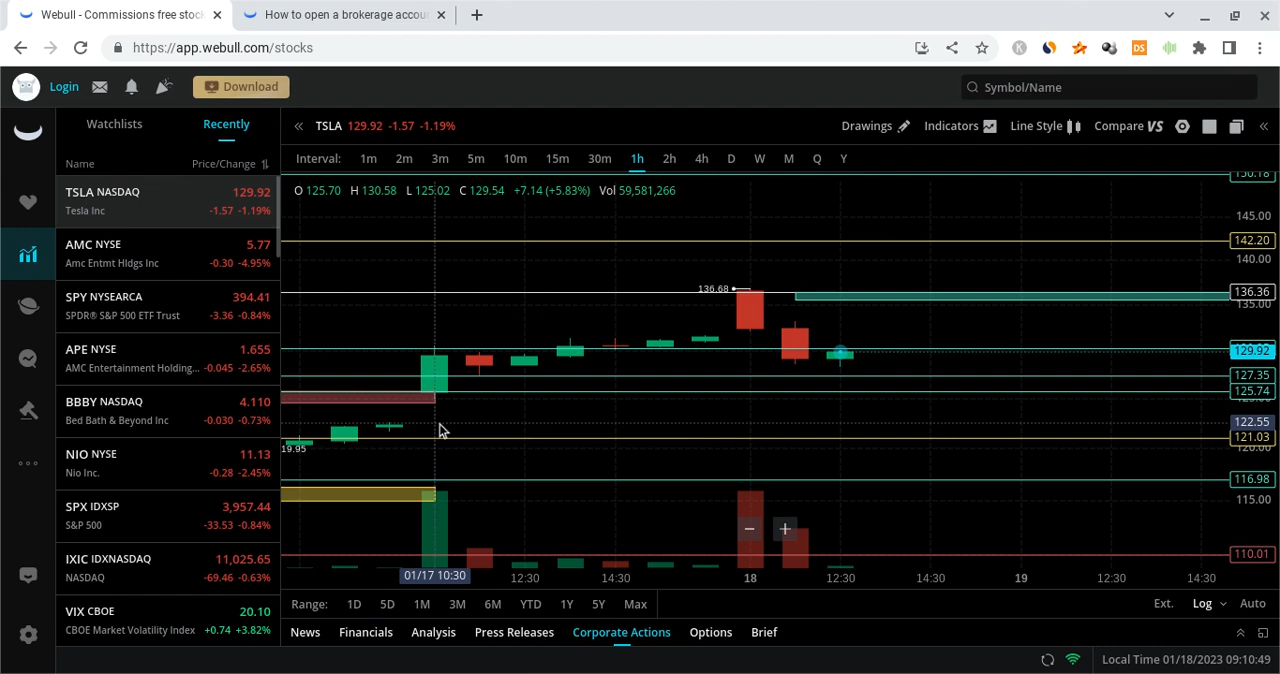 Webull - Commissions free stock
How to open a brokerage accou
https://app.webull.com/stocks
Login
Download
Symbol/Name
Watchlists
Recently
Name
Price/Change
TSLA NASDAQ 129.92
Tesla Inc -1.57 -1.19%
AMC NYSE 5.77
Amc Entmt Hldgs Inc -0.30 -4.95%
SPY NYSEARCA 394.41
SPDR® S&P 500 ETF Trust -3.36 -0.84%
APE NYSE 1.655
AMC Entertainment Holding... -0.045 -2.65%
BBBY NASDAQ 4.110
Bed Bath & Beyond Inc -0.030 -0.73%
NIO NYSE 11.13
Nio Inc. -0.28 -2.45%
SPX IDXSP 3,957.44
S&P 500 -33.53 -0.84%
IXIC IDXNASDAQ 11,025.65
NASDAQ -69.46 -0.63%
VIX CBOE 20.10
CBOE Market Volatility Index +0.74 +3.82%
TSLA 129.92 -1.57 -1.19%
Drawings
Indicators
Line Style
Compare VS
Interval: 1m 2m 3m 5m 10m 15m 30m 1h 2h 4h D W M Q Y
O 125.70 H 130.58 L 125.02 C 129.54 +7.14 (+5.83%) Vol 59,581,266
150.18
145.00
142.20
140.00
136.68
136.36
135.00
129.92
127.35
125.74
122.55
121.03
120.00
19.95
116.98
115.00
110.01
01/17 10:30
12:30
14:30
18
12:30
14:30
19
12:30
14:30
Range: 1D 5D 1M 3M 6M YTD 1Y 5Y Max
Ext. Log Auto
News Financials Analysis Press Releases Corporate Actions Options Brief
Local Time 01/18/2023 09:10:49